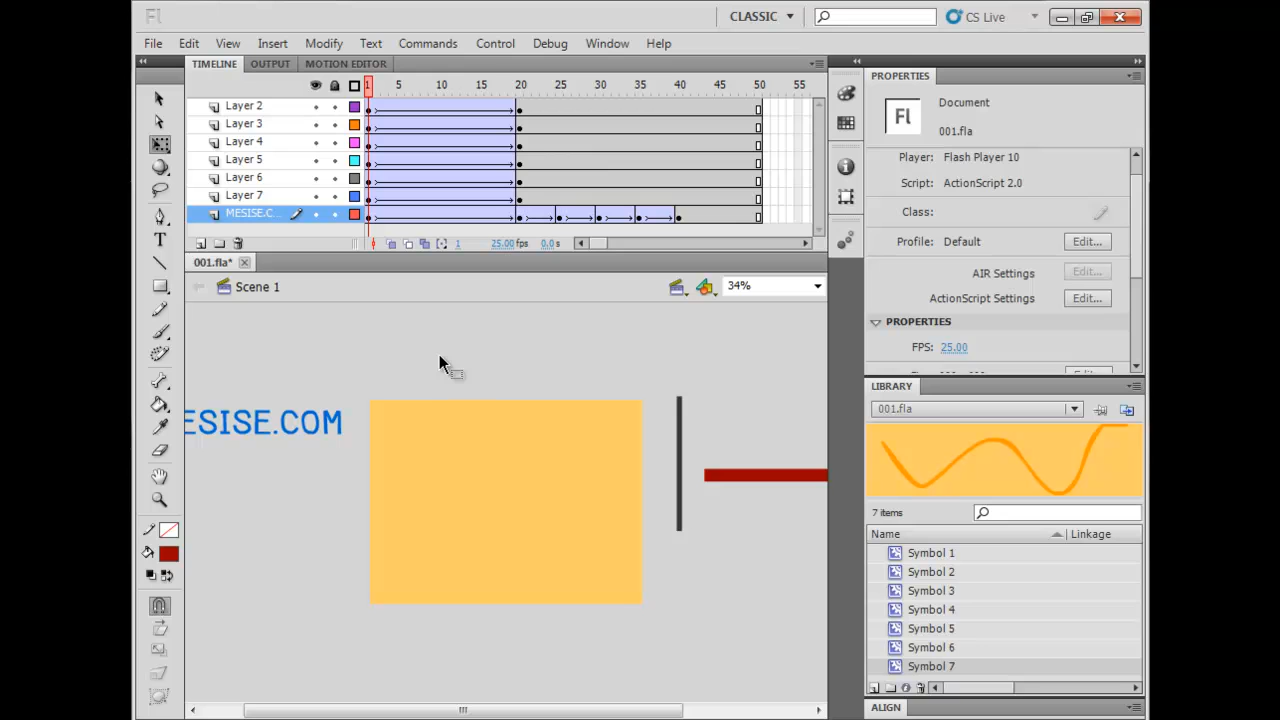 Fl
CLASSIC
CS Live
File Edit View Insert Modify Text Commands Control Debug Window Help
TIMELINE OUTPUT MOTION EDITOR
1 5 10 15 20 25 30 35 40 45 50 55
Layer 2
Layer 3
Layer 4
Layer 5
Layer 6
Layer 7
MESISE.C...
1 25.00 fps 0.0s
001.fla*
Scene 1
34%
ESISE.COM
PROPERTIES
Fl
Document
001.fla
Player: Flash Player 10
Script: ActionScript 2.0
Class:
Profile: Default Edit...
AIR Settings Edit...
ActionScript Settings Edit...
PROPERTIES
FPS: 25.00
LIBRARY
001.fla
7 items
Name Linkage
Symbol 1
Symbol 2
Symbol 3
Symbol 4
Symbol 5
Symbol 6
Symbol 7
ALIGN